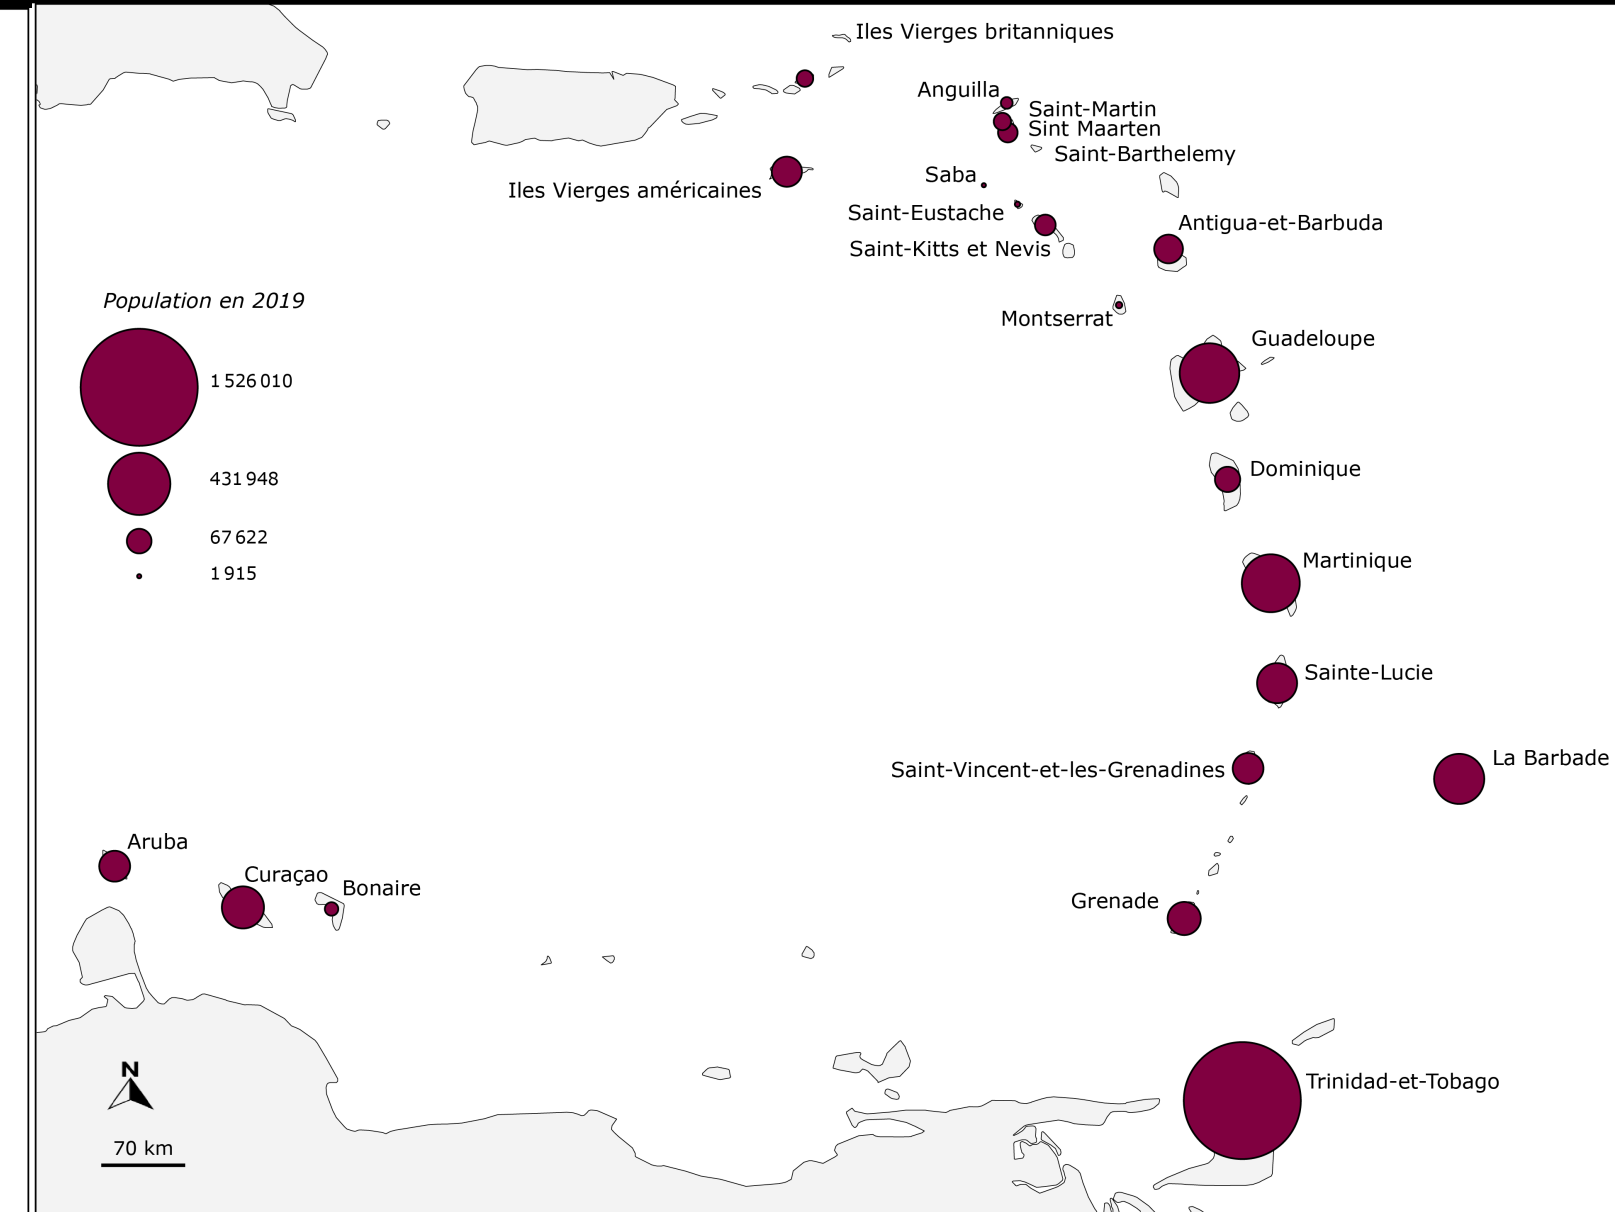 Iles Vierges britanniques
Anguilla
Saint-Martin
Sint Maarten
Saint-Barthelemy
Saba
Iles Vierges américaines
Saint-Eustache
Antigua-et-Barbuda
Saint-Kitts et Nevis
Population en 2019
Montserrat
Guadeloupe
1 526 010
Dominique
431 948
67 622
Martinique
1 915
Sainte-Lucie
La Barbade
Saint-Vincent-et-les-Grenadines
Aruba
Curaçao
Bonaire
Grenade
N
Trinidad-et-Tobago
70 km